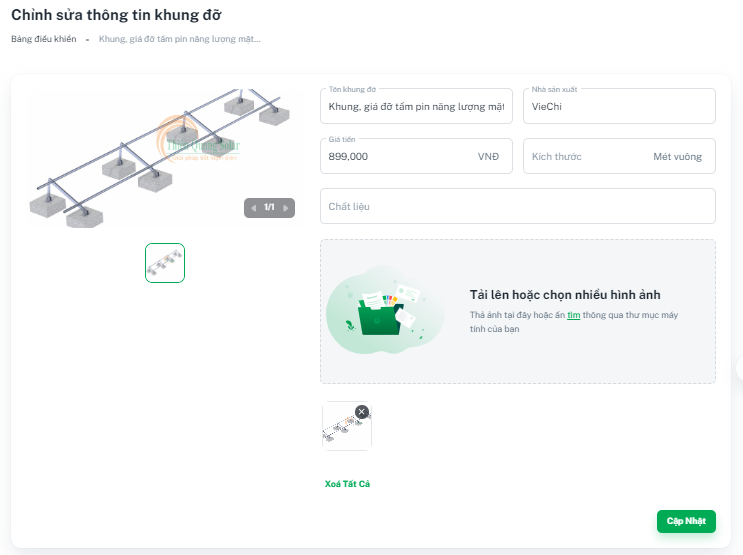 Chỉnh sửa thông tin khung đỡ
Bảng điều khiển • Khung, giá đỡ tấm pin năng lượng mặt...
Tên khung đỡ
Khung, giá đỡ tấm pin năng lượng mặt
Nhà sản xuất
VieChi
Giá tiền
899,000 VNĐ
Kích thước Mét vuông
Chất liệu
1/1
Tải lên hoặc chọn nhiều hình ảnh
Thả ảnh tại đây hoặc ấn tìm thông qua thư mục máy
tính của bạn
Xoá Tất Cả
Cập Nhật